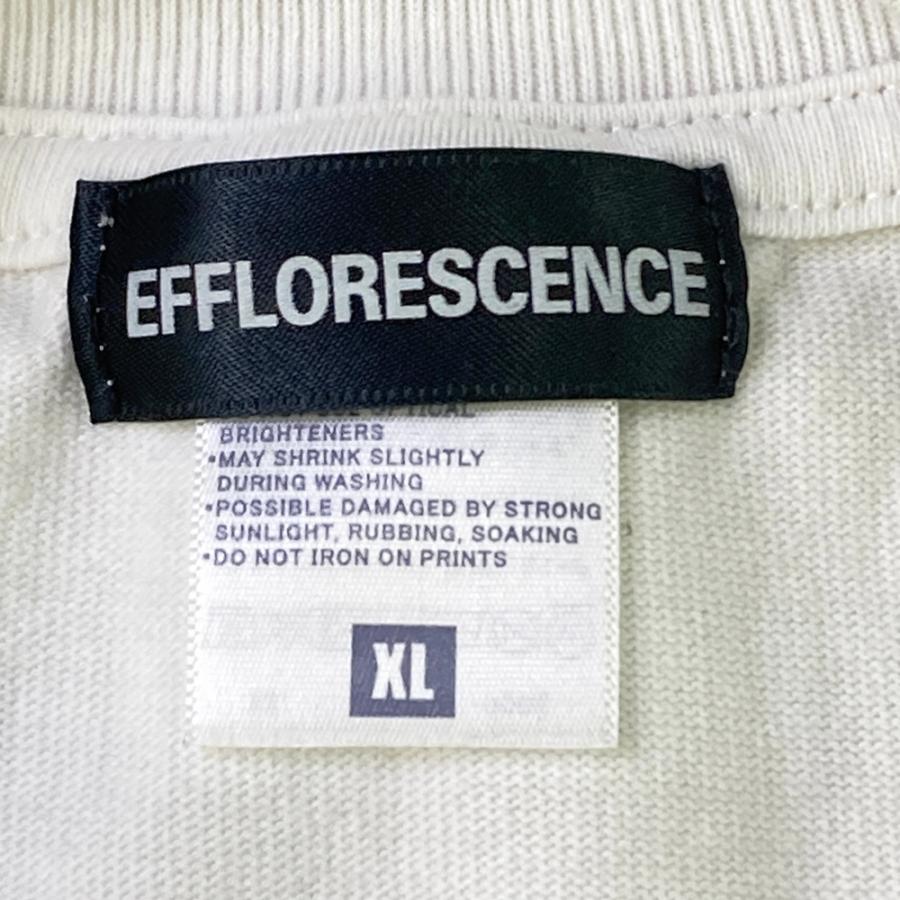 EFFLORESCENCE
OPTICAL
BRIGHTENERS
•MAY SHRINK SLIGHTLY
DURING WASHING
•POSSIBLE DAMAGED BY STRONG
SUNLIGHT, RUBBING, SOAKING
•DO NOT IRON ON PRINTS
XL